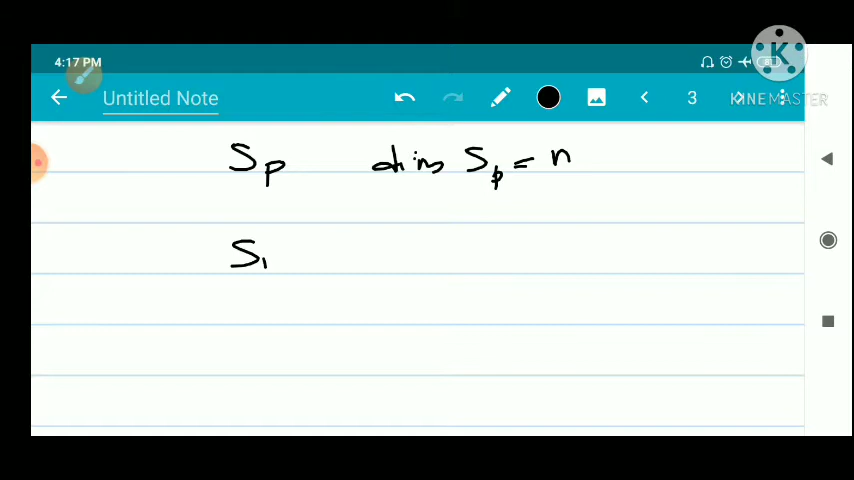 4:17 PM
K
Untitled Note
3
KINEMASTER
Sp dim Sp = n
S1